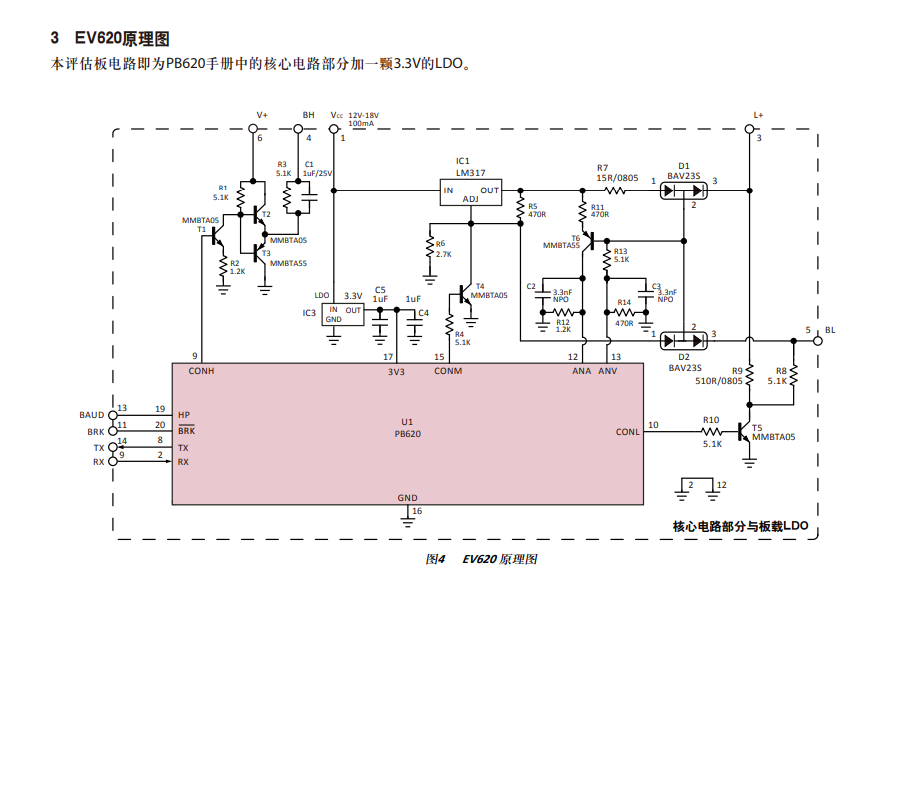 3 EV620原理图
本评估板电路即为PB620手册中的核心电路部分加一颗3.3V的LDO。
V+ BH Vcc 12V-18V L+
100mA
6 4 1 3
R3 C1 IC1 R7 D1
5.1K 1uF/25V LM317 15R/0805 BAV23S
R1 IN OUT 1 3
5.1K ADJ 2
R5 R11
470R 470R
MMBTA05 T2
T1 MMBTA05 T6
R6 MMBTA55
2.7K R13
T3 5.1K
R2 MMBTA55
1.2K
T4 C2 C3
MMBTA05 3.3nF 3.3nF
NPO NPO
LDO 3.3V C5 1uF
1uF
IC3 IN OUT C4 R14
GND R12 470R
1.2K
R4 2 5 BL
5.1K 1 3
9 17 15 12 13 D2
BAV23S
CONH 3V3 CONM ANA ANV
R9 R8
510R/0805 5.1K
BAUD 13 19 HP
BRK 11 20 BRK
TX 14 8 TX
RX 9 2 RX
U1
PB620
CONL 10 R10 T5
5.1K MMBTA05
GND 2 12
16
核心电路部分与板载LDO
图4 EV620 原理图